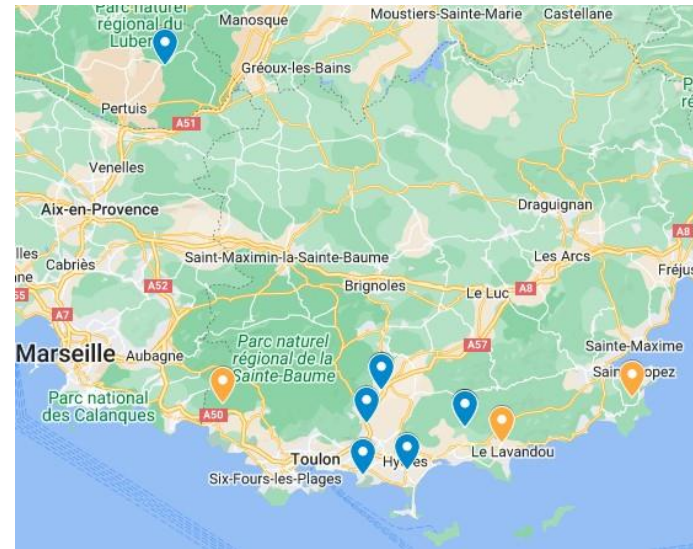 Parc naturel
régional du
Luber
Manosque
Moustiers-Sainte-Marie
Castellane
Gréoux-les-Bains
Pertuis
A51
Venelles
Aix-en-Provence
Draguignan
A8
Les Arcs
Fréjus
Cabriès
Saint-Maximin-la-Sainte-Baume
A52
Brignoles
Le Luc
A8
A7
A57
Marseille
Aubagne
Parc naturel
régional de la
Sainte-Baume
Sainte-Maxime
Parc national
des Calanques
A50
Toulon
Le Lavandou
Six-Fours-les-Plages